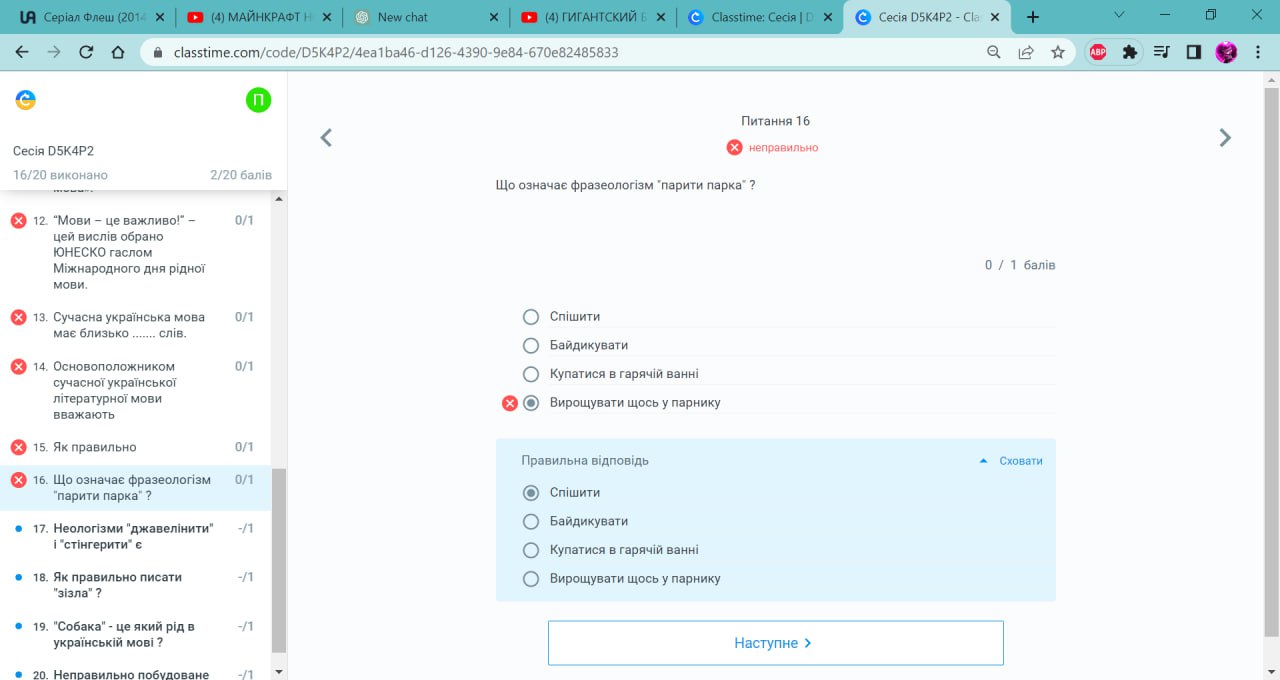 Серіал Флеш (2014
(4) МАЙНКРАФТ Н
New chat
(4) ГИГАНТСКИЙ Б
Classtime: Сесія | D
Сесія D5K4P2 - Cla
classtime.com/code/D5K4P2/4ea1ba46-d126-4390-9e84-670e82485833
ABP
П
Сесія D5K4P2
16/20 виконано
2/20 балів
12. “Мови – це важливо!” –
цей вислів обрано
ЮНЕСКО гаслом
Міжнародного дня рідної
мови.
0/1
13. Сучасна українська мова
має близько ....... слів.
0/1
14. Основоположником
сучасної української
літературної мови
вважають
0/1
15. Як правильно
0/1
16. Що означає фразеологізм
"парити парка" ?
0/1
17. Неологізми "джавелінити"
і "стінгерити" є
-/1
18. Як правильно писати
"зізла" ?
-/1
19. "Собака" - це який рід в
українській мові ?
-/1
20. Неправильно побудоване
-/1
Питання 16
неправильно
Що означає фразеологізм "парити парка" ?
0 / 1 балів
Спішити
Байдикувати
Купатися в гарячій ванні
Вирощувати щось у парнику
Правильна відповідь
Сховати
Спішити
Байдикувати
Купатися в гарячій ванні
Вирощувати щось у парнику
Наступне